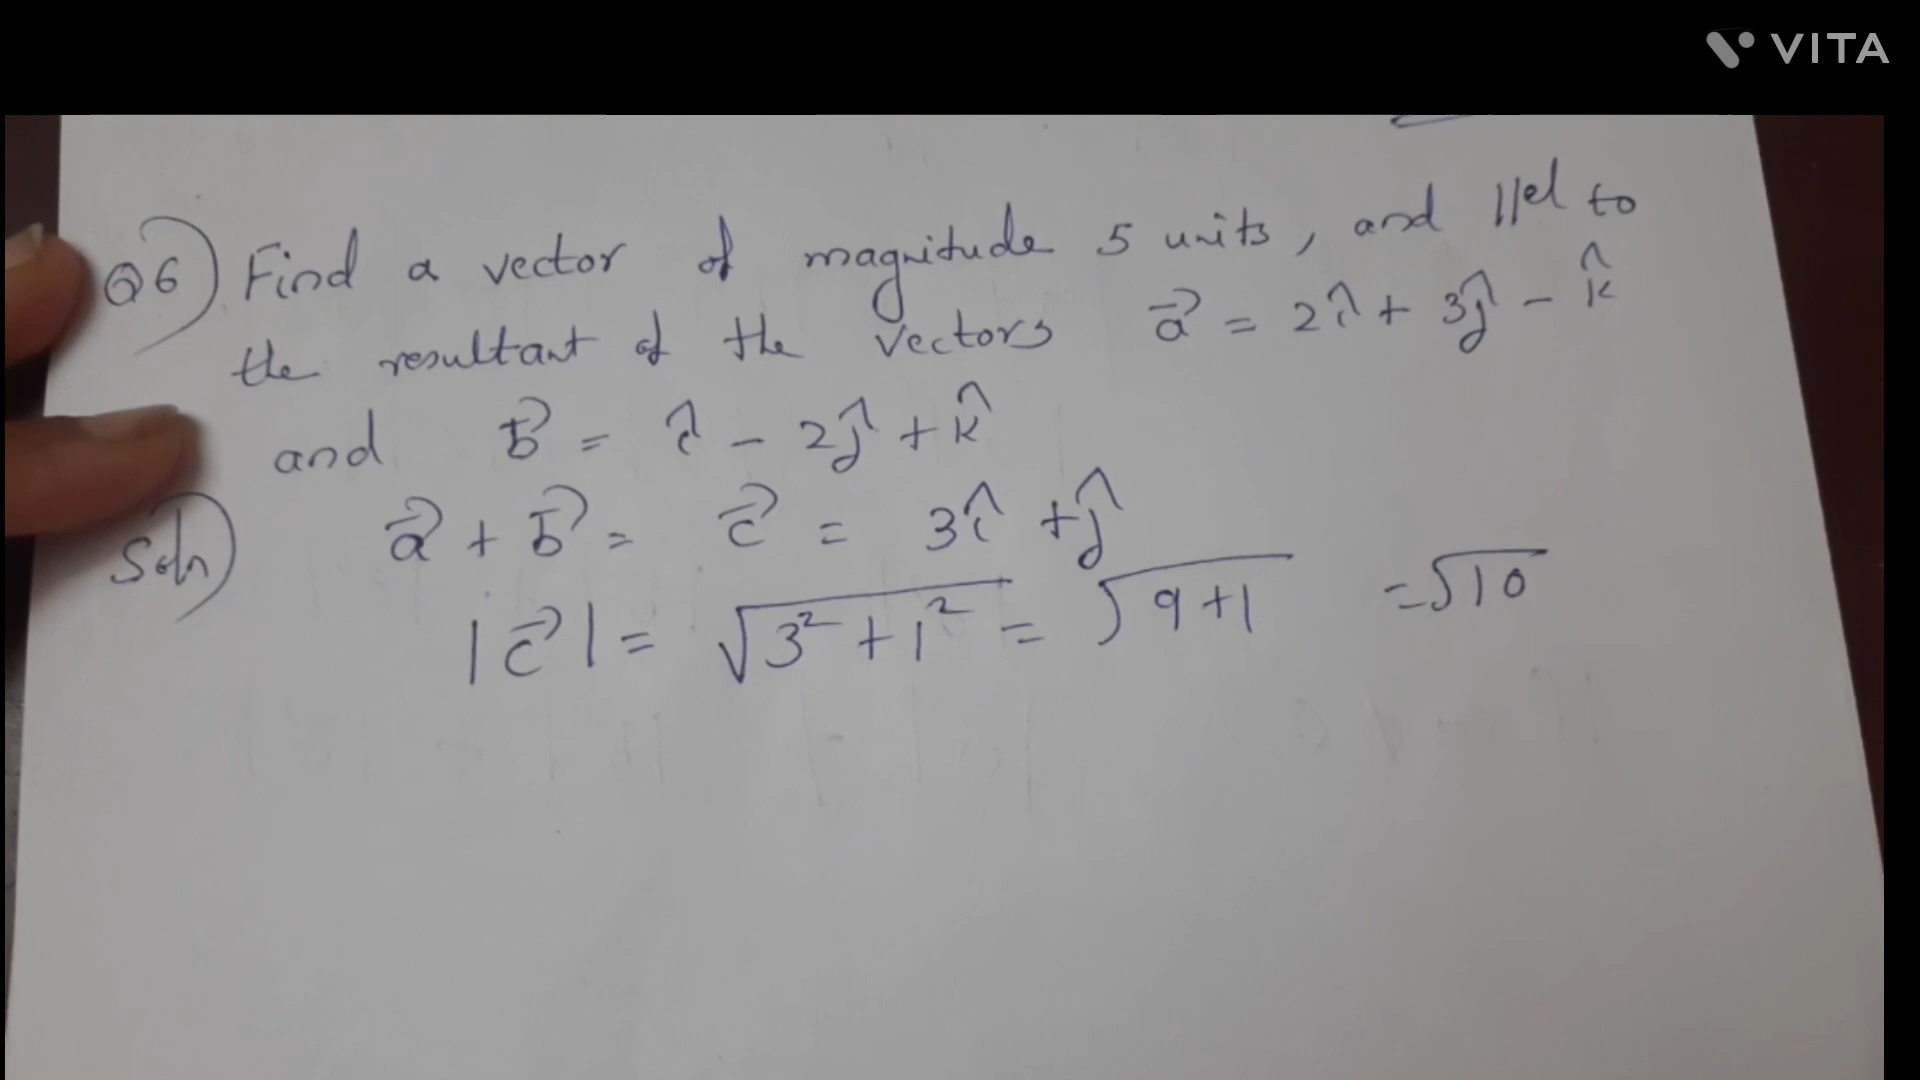 VITA
Q6) Find a vector of magnitude 5 units, and ||el to
the resultant of the vectors a⃗ = 2î + 3ĵ - k̂
and b⃗ = î - 2ĵ + k̂
Soln) a⃗ + b⃗ = c⃗ = 3î + ĵ
|c⃗| = √(3² + 1²) = √(9+1) = √10